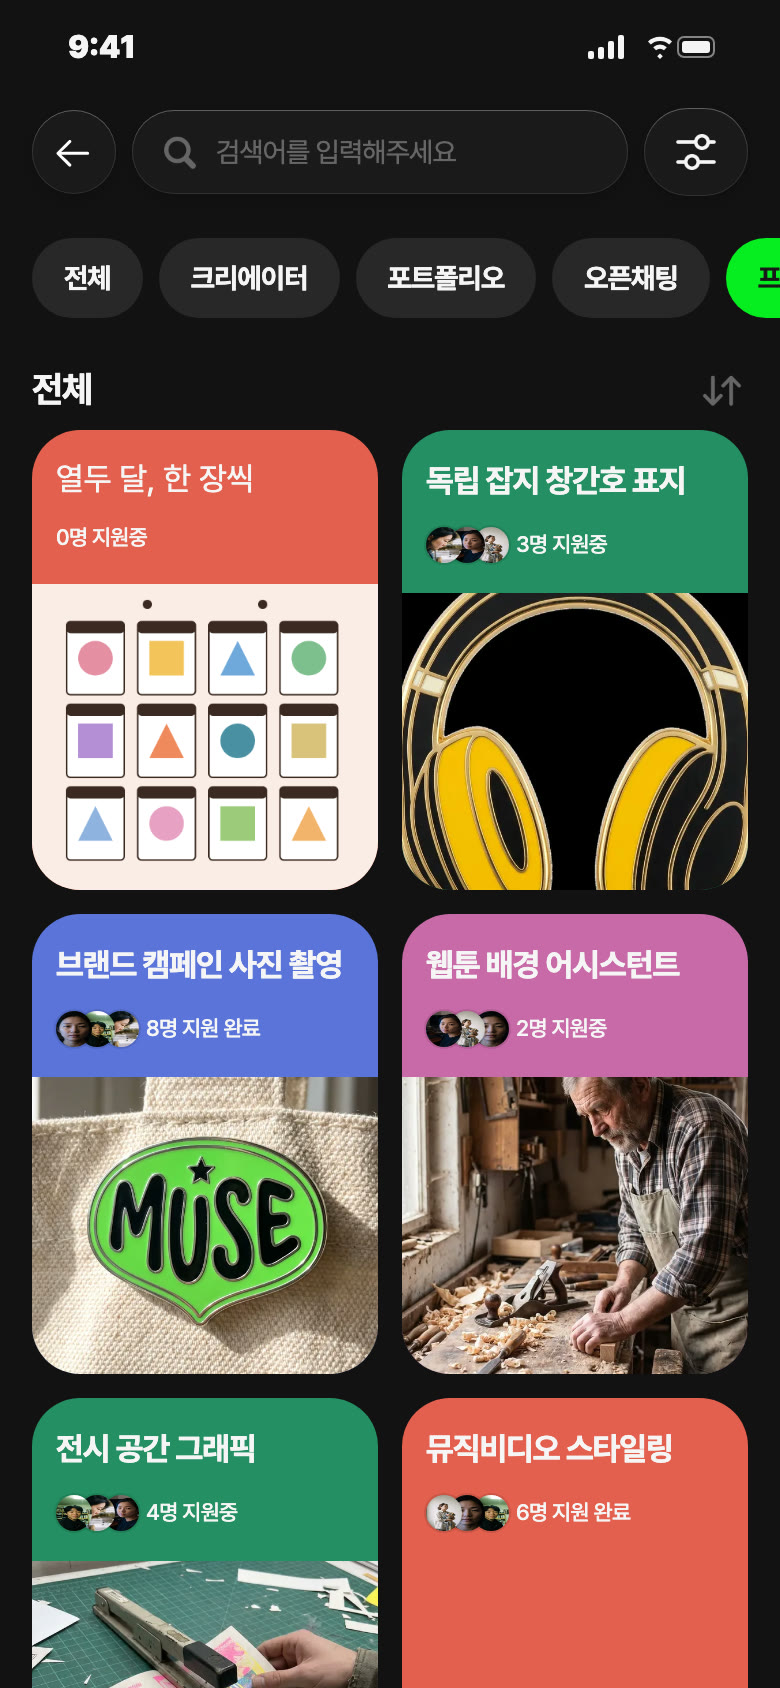 9:41
검색어를 입력해주세요
전체
크리에이터
포트폴리오
오픈채팅
전체
열두 달, 한 장씩
0명 지원중
독립 잡지 창간호 표지
3명 지원중
브랜드 캠페인 사진 촬영
8명 지원 완료
웹툰 배경 어시스턴트
2명 지원중
MUSE
전시 공간 그래픽
4명 지원중
뮤직비디오 스타일링
6명 지원 완료